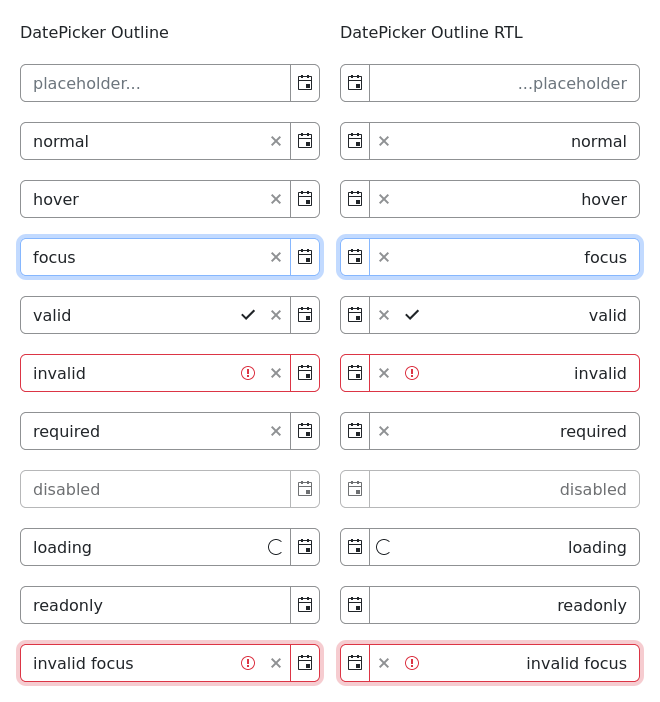 DatePicker Outline
placeholder...
normal
hover
focus
valid
invalid
required
disabled
loading
readonly
invalid focus
DatePicker Outline RTL
...placeholder
normal
hover
focus
valid
invalid
required
disabled
loading
readonly
invalid focus